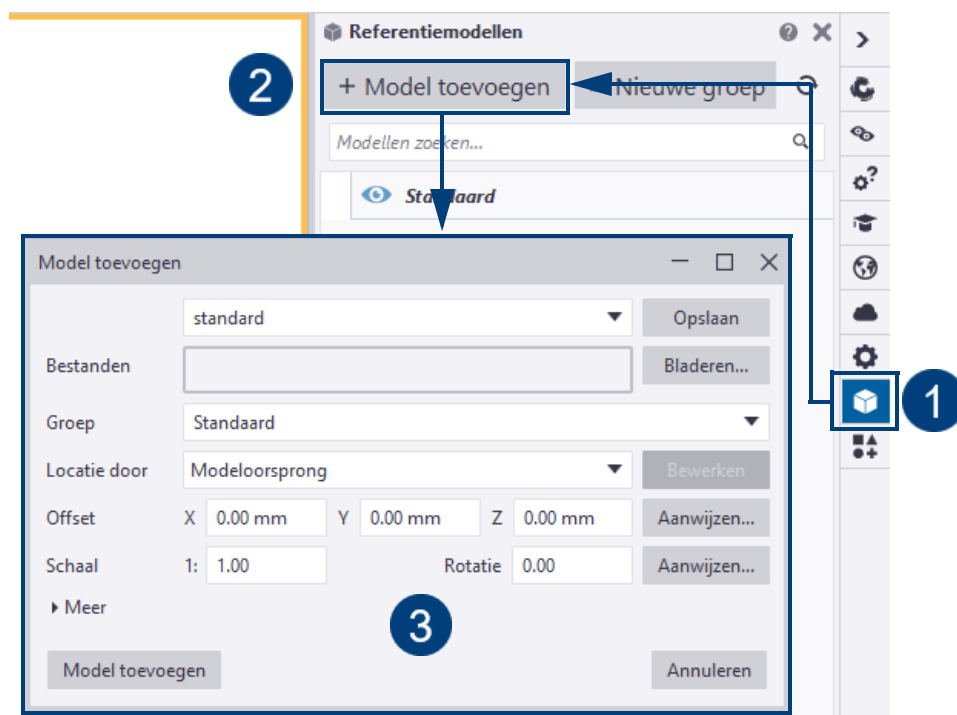 Referentiemodellen
2
+ Model toevoegen
Nieuwe groep
Modellen zoeken...
Standaard
1
Model toevoegen
standard
Opslaan
Bestanden
Bladeren...
Groep
Standaard
Locatie door
Modeloorsprong
Bewerken
Offset X 0.00 mm Y 0.00 mm Z 0.00 mm Aanwijzen...
Schaal 1: 1.00 Rotatie 0.00 Aanwijzen...
Meer
3
Model toevoegen
Annuleren